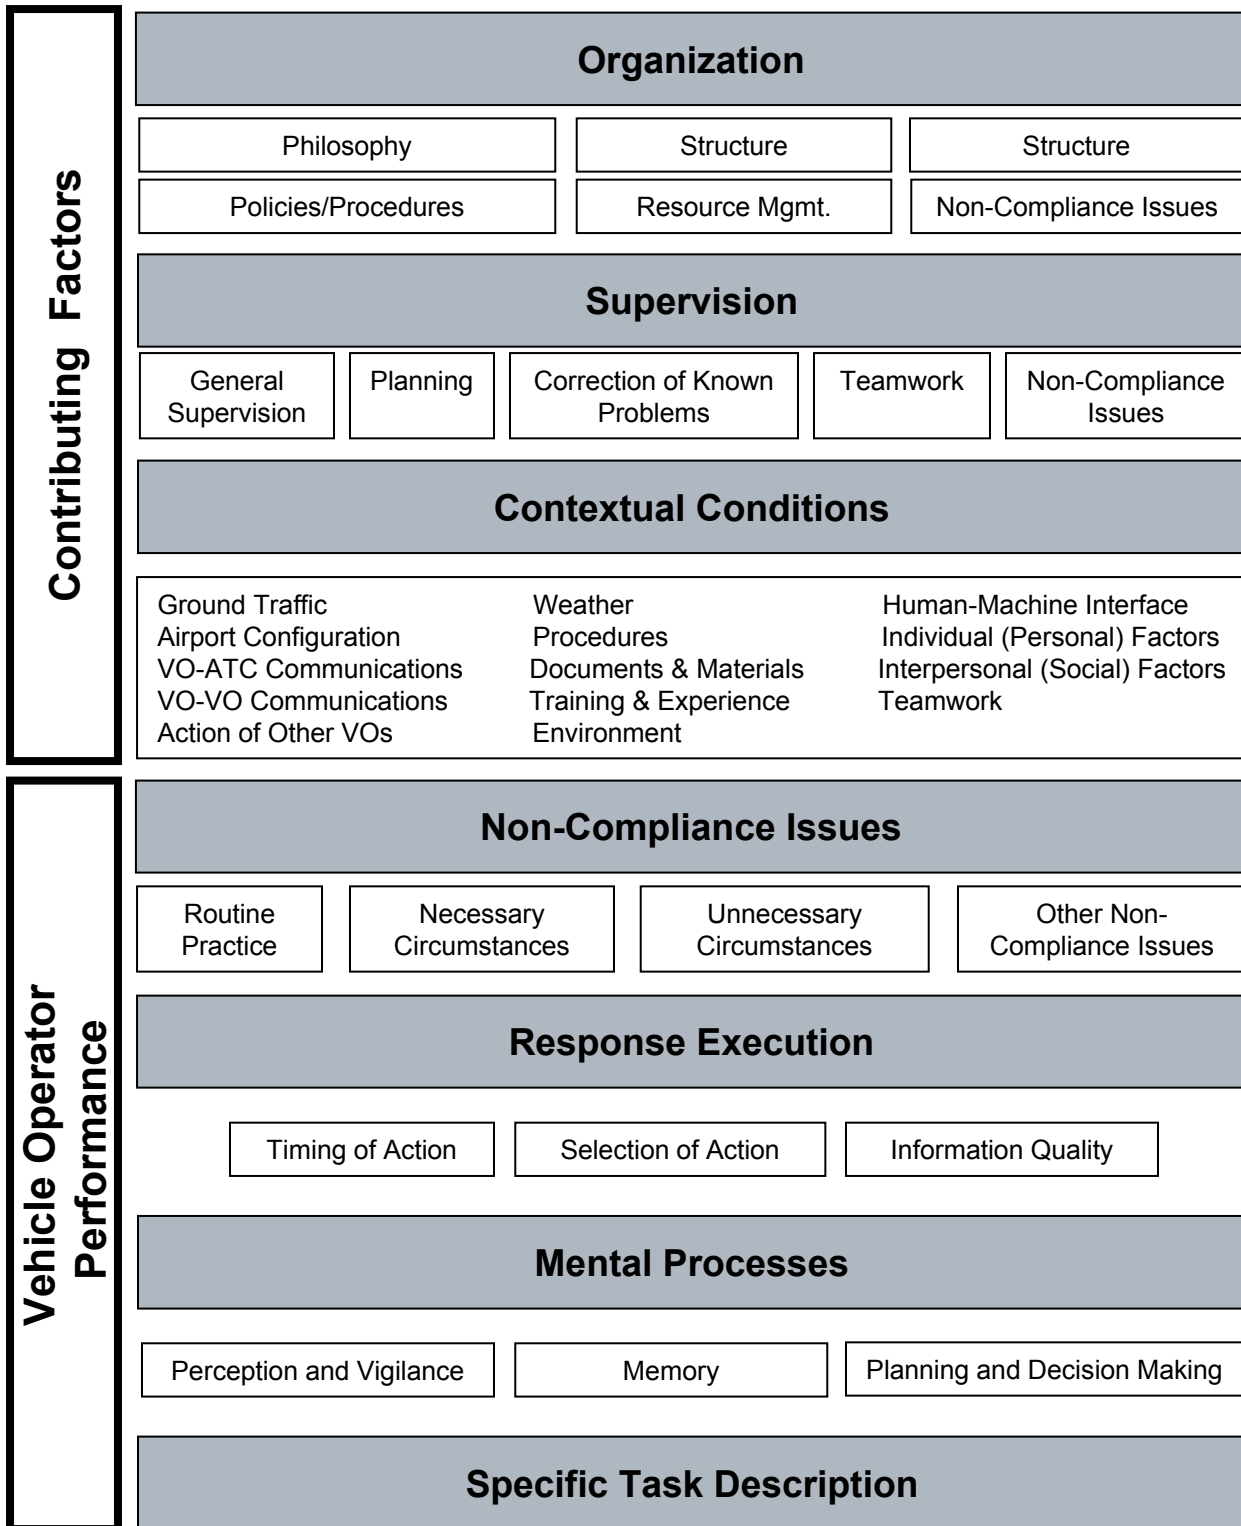 Contributing Factors
Organization
Philosophy
Structure
Structure
Policies/Procedures
Resource Mgmt.
Non-Compliance Issues
Supervision
General
Supervision
Planning
Correction of Known
Problems
Teamwork
Non-Compliance
Issues
Contextual Conditions
Ground Traffic
Airport Configuration
VO-ATC Communications
VO-VO Communications
Action of Other VOs
Weather
Procedures
Documents & Materials
Training & Experience
Environment
Human-Machine Interface
Individual (Personal) Factors
Interpersonal (Social) Factors
Teamwork
Vehicle Operator
Performance
Non-Compliance Issues
Routine
Practice
Necessary
Circumstances
Unnecessary
Circumstances
Other Non-
Compliance Issues
Response Execution
Timing of Action
Selection of Action
Information Quality
Mental Processes
Perception and Vigilance
Memory
Planning and Decision Making
Specific Task Description